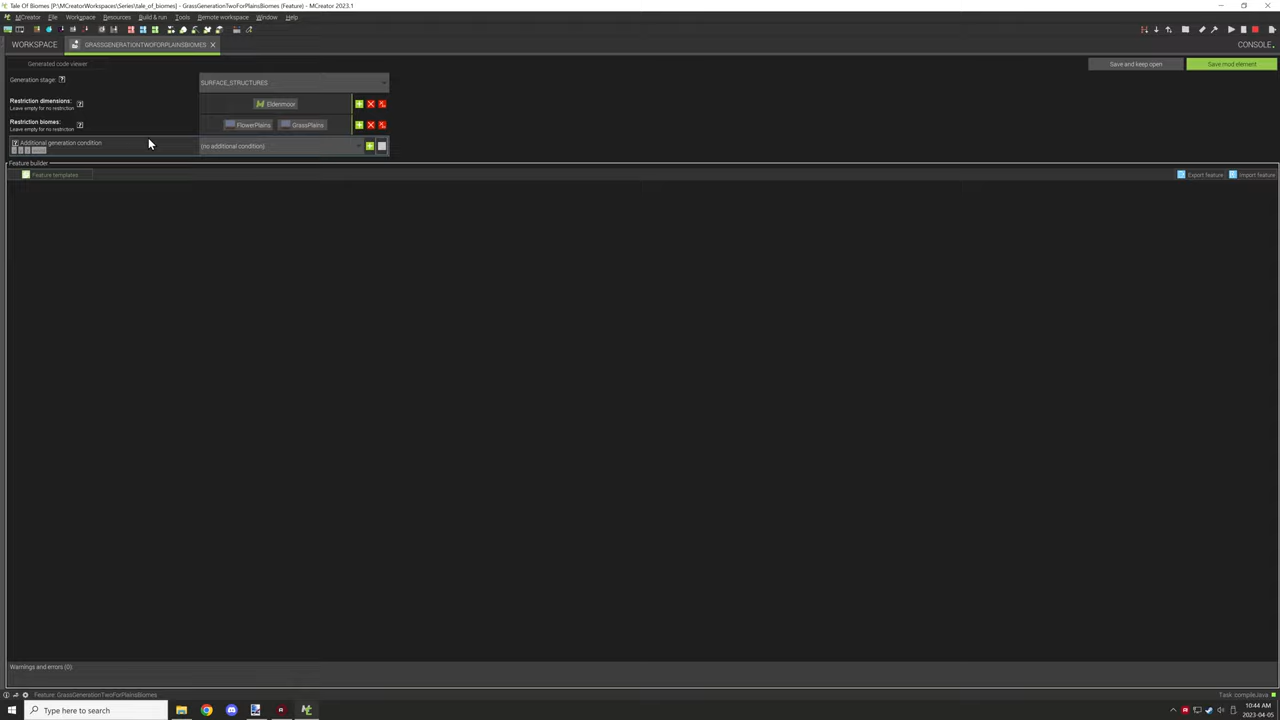 Tale Of Biomes [P:\MCreatorWorkspaces\Series\tale_of_biomes] - GrassGenerationTwoForPlainsBiomes (Feature) - MCreator 2023.1
MCreator File Workspace Resources Build & run Tools Remote workspace Window Help
WORKSPACE GRASSGENERATIONTWOFORPLAINSBIOMES CONSOLE
Generated code viewer Save and keep open Save mod element
Generation stage: SURFACE_STRUCTURES
Restriction dimensions: Eldenmoor
Leave empty for no restriction
Restriction biomes: FlowerPlains GrassPlains
Leave empty for no restriction
Additional generation condition (no additional condition)
Feature builder
Feature templates Export feature Import feature
Warnings and errors (0):
Feature: GrassGenerationTwoForPlainsBiomes Task: compileJava
Type here to search
10:44 AM
2023-04-05